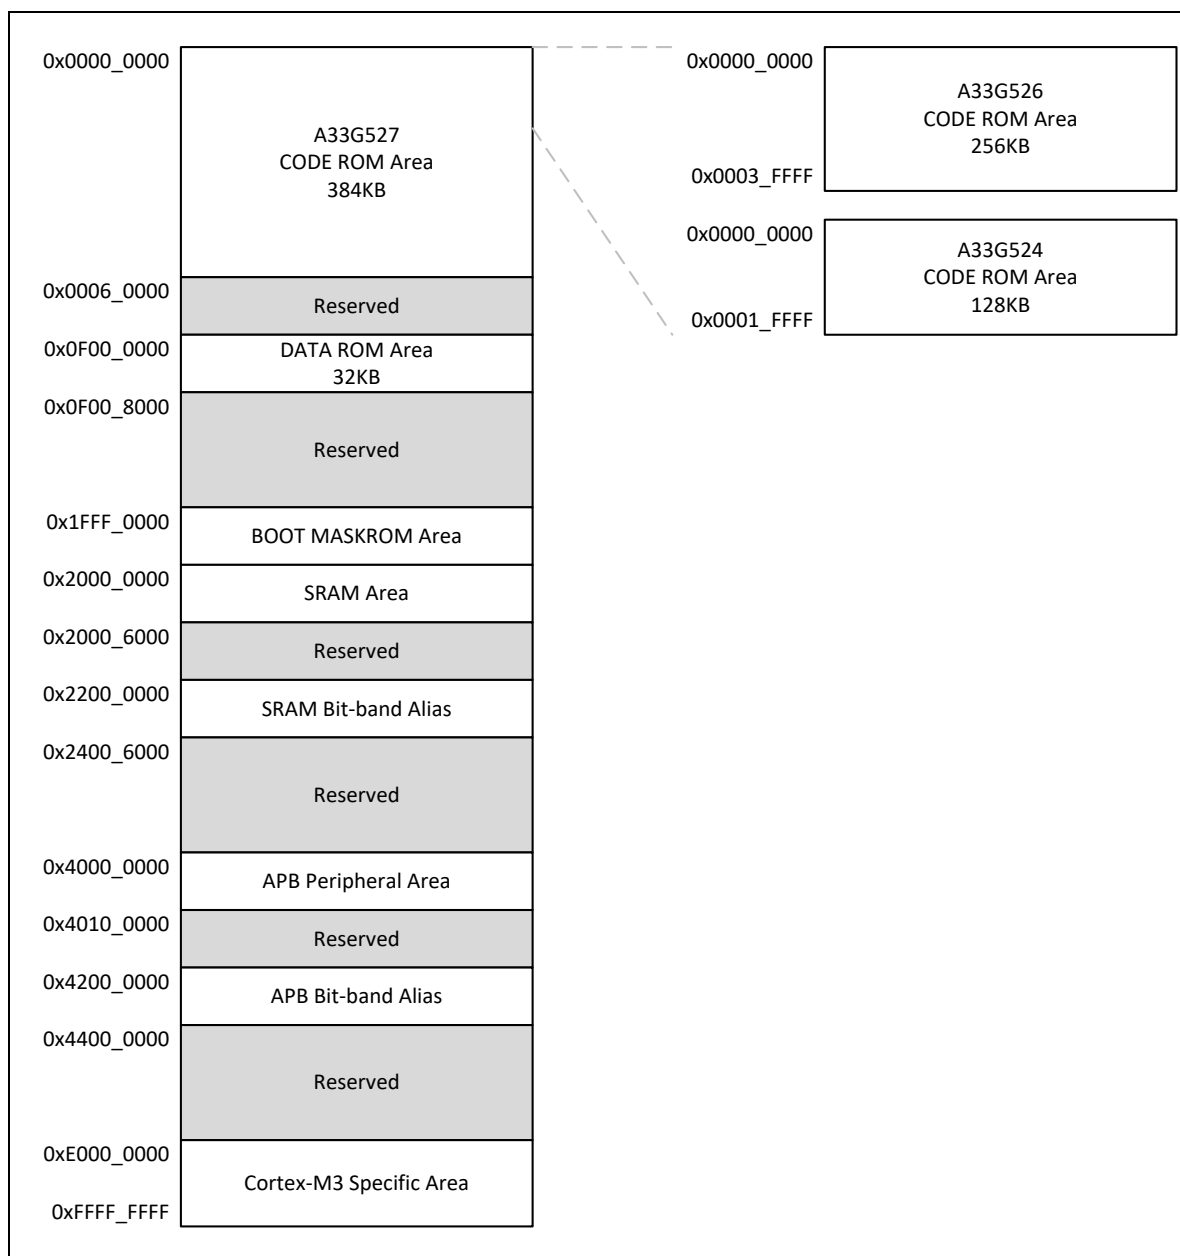 0x0000_0000
A33G527
CODE ROM Area
384KB
0x0006_0000
Reserved
0x0F00_0000
DATA ROM Area
32KB
0x0F00_8000
Reserved
0x1FFF_0000
BOOT MASKROM Area
0x2000_0000
SRAM Area
0x2000_6000
Reserved
0x2200_0000
SRAM Bit-band Alias
0x2400_6000
Reserved
0x4000_0000
APB Peripheral Area
0x4010_0000
Reserved
0x4200_0000
APB Bit-band Alias
0x4400_0000
Reserved
0xE000_0000
Cortex-M3 Specific Area
0xFFFF_FFFF
0x0000_0000
A33G526
CODE ROM Area
256KB
0x0003_FFFF
0x0000_0000
A33G524
CODE ROM Area
128KB
0x0001_FFFF